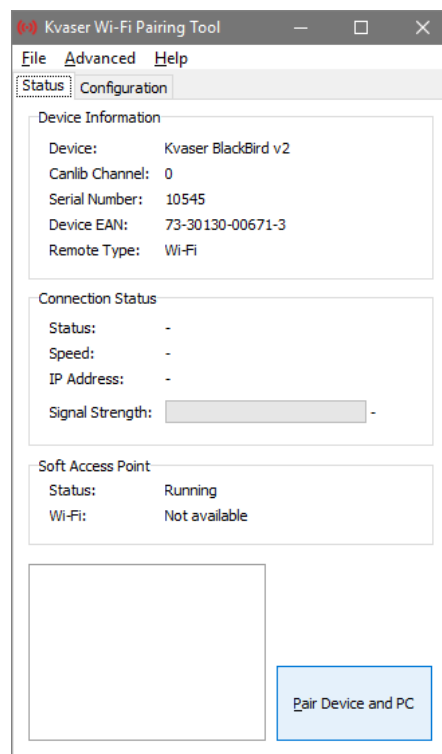 Kvaser Wi-Fi Pairing Tool
File Advanced Help
Status Configuration
Device Information
Device: Kvaser BlackBird v2
Canlib Channel: 0
Serial Number: 10545
Device EAN: 73-30130-00671-3
Remote Type: Wi-Fi
Connection Status
Status: -
Speed: -
IP Address: -
Signal Strength: -
Soft Access Point
Status: Running
Wi-Fi: Not available
Pair Device and PC